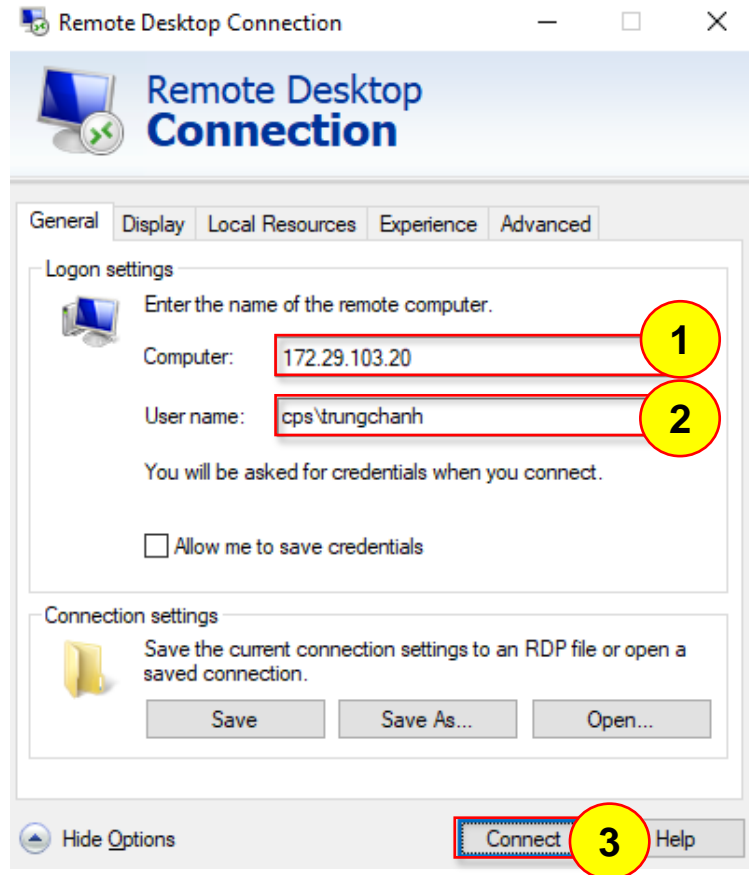 Remote Desktop Connection
Remote Desktop
Connection
General Display Local Resources Experience Advanced
Logon settings
Enter the name of the remote computer.
Computer: 172.29.103.20 1
User name: cps\trungchanh 2
You will be asked for credentials when you connect.
Allow me to save credentials
Connection settings
Save the current connection settings to an RDP file or open a
saved connection.
Save Save As... Open...
Hide Options Connect 3 Help